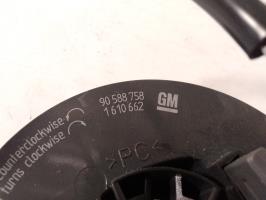 90 588 758
1 610 662
GM
counterclockwise
turns clockwise
>PC<